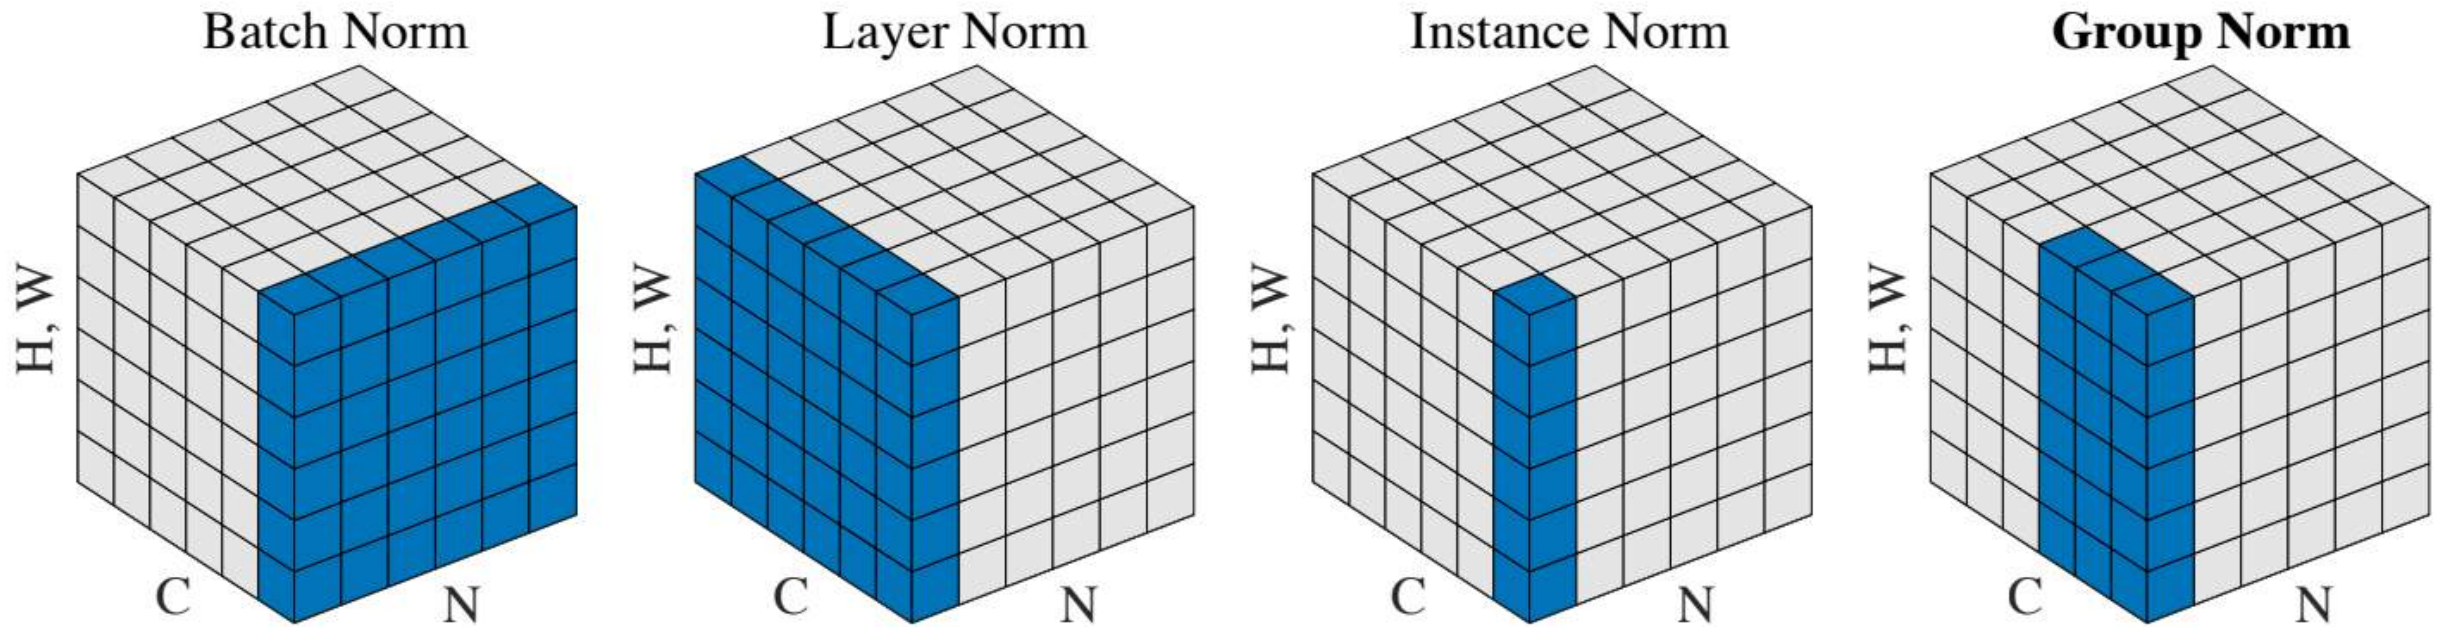 Batch Norm
Layer Norm
Instance Norm
Group Norm
H, W
C
N
H, W
C
N
H, W
C
N
H, W
C
N